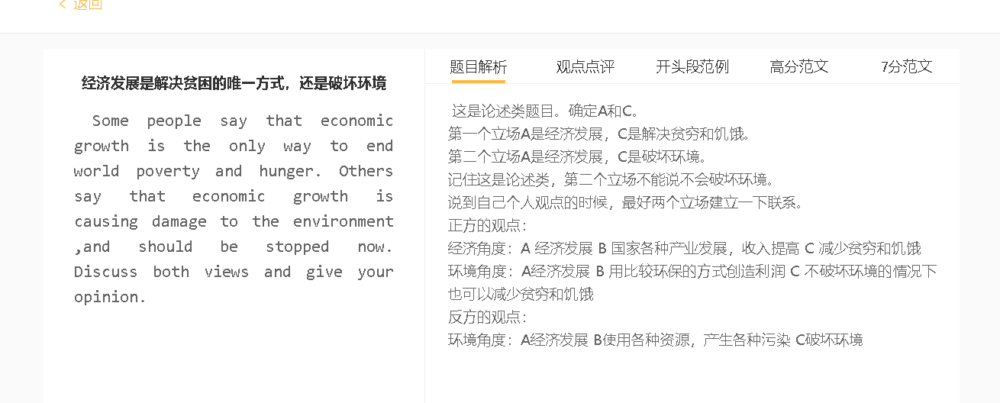 < 返回
经济发展是解决贫困的唯一方式，还是破坏环境
Some people say that economic
growth is the only way to end
world poverty and hunger. Others
say that economic growth is
causing damage to the environment
,and should be stopped now.
Discuss both views and give your
opinion.
题目解析 观点点评 开头段范例 高分范文 7分范文
这是论述类题目。确定A和C。
第一个立场A是经济发展，C是解决贫穷和饥饿。
第二个立场A是经济发展，C是破坏环境。
记住这是论述类，第二个立场不能说不会破坏环境。
说到自己个人观点的时候，最好两个立场建立一下联系。
正方的观点：
经济角度：A 经济发展 B 国家各种产业发展，收入提高 C 减少贫穷和饥饿
环境角度：A经济发展 B 用比较环保的方式创造利润 C 不破坏环境的情况下
也可以减少贫穷和饥饿
反方的观点：
环境角度：A经济发展 B使用各种资源，产生各种污染 C破坏环境